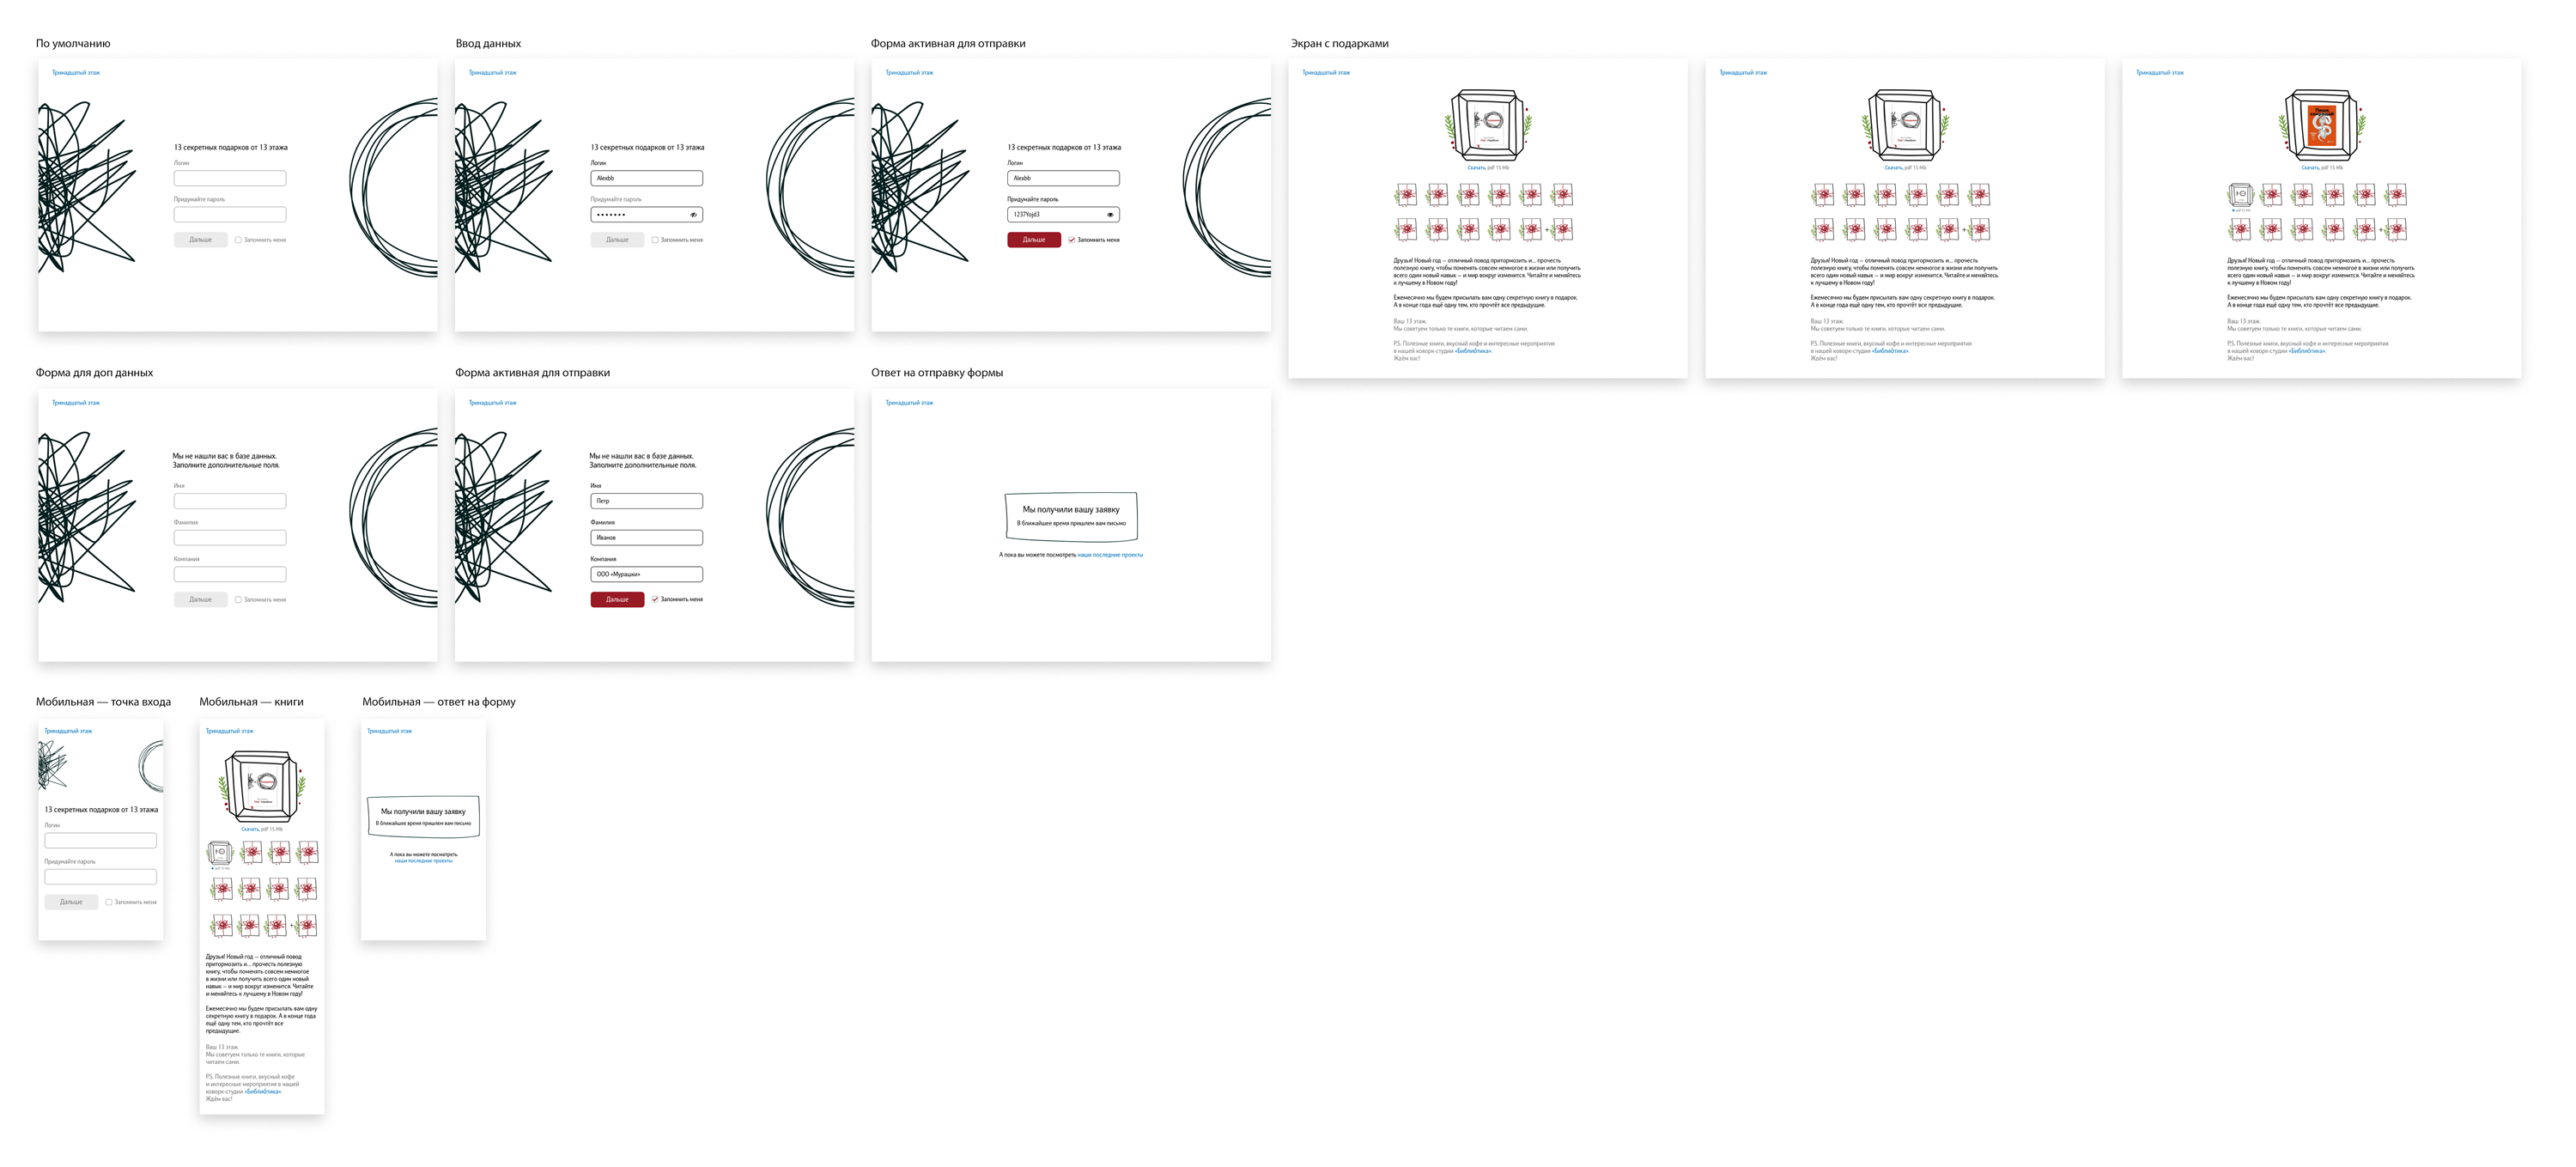 По умолчанию
Тринадцатый этаж
13 секретных подарков от 13 этажа
Логин
Придумайте пароль
Дальше
Запомнить меня
Ввод данных
Тринадцатый этаж
13 секретных подарков от 13 этажа
Логин
Alexbb
Придумайте пароль
Дальше
Запомнить меня
Форма активная для отправки
Тринадцатый этаж
13 секретных подарков от 13 этажа
Логин
Alexbb
Придумайте пароль
1237Yojd3
Дальше
Запомнить меня
Экран с подарками
Тринадцатый этаж
Скачать, pdf 15 Mb
+
Друзья! Новый год – отличный повод притормозить и... прочесть
полезную книгу, чтобы поменять совсем немногое в жизни или получить
всего один новый навык – и мир вокруг изменится. Читайте и меняйтесь
к лучшему в Новом году!
Ежемесячно мы будем присылать вам одну секретную книгу в подарок.
А в конце года ещё одну тем, кто прочтёт все предыдущие.
Ваш 13 этаж.
Мы советуем только те книги, которые читаем сами.
P.S. Полезные книги, вкусный кофе и интересные мероприятия
в нашей коворк-студии «Библиότика».
Ждём вас!
Тринадцатый этаж
Скачать, pdf 15 Mb
+
Друзья! Новый год – отличный повод притормозить и... прочесть
полезную книгу, чтобы поменять совсем немногое в жизни или получить
всего один новый навык – и мир вокруг изменится. Читайте и меняйтесь
к лучшему в Новом году!
Ежемесячно мы будем присылать вам одну секретную книгу в подарок.
А в конце года ещё одну тем, кто прочтёт все предыдущие.
Ваш 13 этаж.
Мы советуем только те книги, которые читаем сами.
P.S. Полезные книги, вкусный кофе и интересные мероприятия
в нашей коворк-студии «Библиότика».
Ждём вас!
Тринадцатый этаж
Пиши, сокращай
Скачать, pdf 15 Mb
pdf 15 Mb
+
Друзья! Новый год – отличный повод притормозить и... прочесть
полезную книгу, чтобы поменять совсем немногое в жизни или получить
всего один новый навык – и мир вокруг изменится. Читайте и меняйтесь
к лучшему в Новом году!
Ежемесячно мы будем присылать вам одну секретную книгу в подарок.
А в конце года ещё одну тем, кто прочтёт все предыдущие.
Ваш 13 этаж.
Мы советуем только те книги, которые читаем сами.
P.S. Полезные книги, вкусный кофе и интересные мероприятия
в нашей коворк-студии «Библиότика».
Ждём вас!
Форма для доп данных
Тринадцатый этаж
Мы не нашли вас в базе данных.
Заполните дополнительные поля.
Имя
Фамилия
Компания
Дальше
Запомнить меня
Форма активная для отправки
Тринадцатый этаж
Мы не нашли вас в базе данных.
Заполните дополнительные поля.
Имя
Петр
Фамилия
Иванов
Компания
ООО «Мурашки»
Дальше
Запомнить меня
Ответ на отправку формы
Тринадцатый этаж
Мы получили вашу заявку
В ближайшее время пришлем вам письмо
А пока вы можете посмотреть наши последние проекты
Мобильная — точка входа
Тринадцатый этаж
13 секретных подарков от 13 этажа
Логин
Придумайте пароль
Дальше
Запомнить меня
Мобильная — книги
Тринадцатый этаж
Скачать, pdf 15 Mb
pdf 15 Mb
+
Друзья! Новый год – отличный повод
притормозить и... прочесть полезную
книгу, чтобы поменять совсем немногое
в жизни или получить всего один новый
навык – и мир вокруг изменится. Читайте
и меняйтесь к лучшему в Новом году!
Ежемесячно мы будем присылать вам одну
секретную книгу в подарок. А в конце года
ещё одну тем, кто прочтёт все
предыдущие.
Ваш 13 этаж.
Мы советуем только те книги, которые
читаем сами.
P.S. Полезные книги, вкусный кофе
и интересные мероприятия в нашей
коворк-студии «Библиότика».
Ждём вас!
Мобильная — ответ на форму
Тринадцатый этаж
Мы получили вашу заявку
В ближайшее время пришлем вам письмо
А пока вы можете посмотреть
наши последние проекты